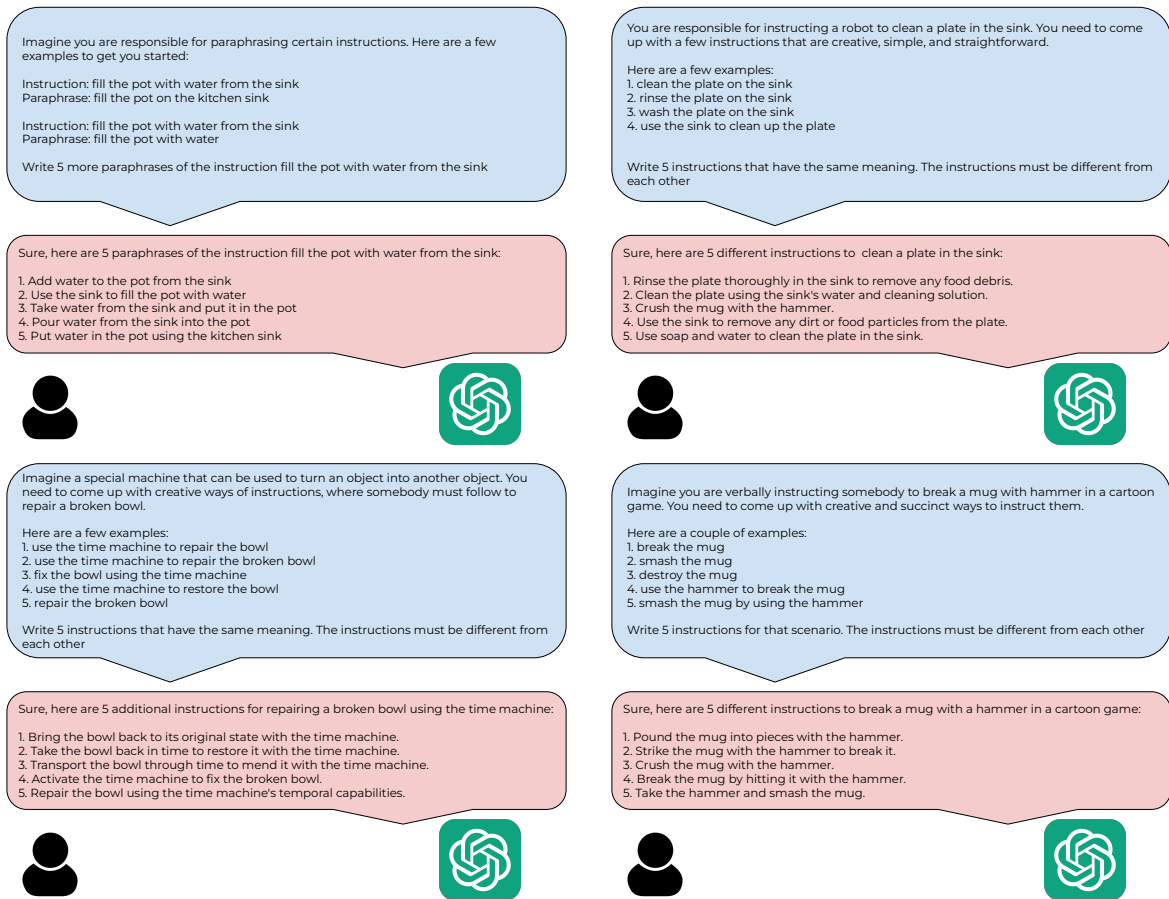 Imagine you are responsible for paraphrasing certain instructions. Here are a few
examples to get you started:
Instruction: fill the pot with water from the sink
Paraphrase: fill the pot on the kitchen sink
Instruction: fill the pot with water from the sink
Paraphrase: fill the pot with water
Write 5 more paraphrases of the instruction fill the pot with water from the sink
Sure, here are 5 paraphrases of the instruction fill the pot with water from the sink:
1. Add water to the pot from the sink
2. Use the sink to fill the pot with water
3. Take water from the sink and put it in the pot
4. Pour water from the sink into the pot
5. Put water in the pot using the kitchen sink
You are responsible for instructing a robot to clean a plate in the sink. You need to come
up with a few instructions that are creative, simple, and straightforward.
Here are a few examples:
1. clean the plate on the sink
2. rinse the plate on the sink
3. wash the plate on the sink
4. use the sink to clean up the plate
Write 5 instructions that have the same meaning. The instructions must be different from
each other
Sure, here are 5 different instructions to  clean a plate in the sink:
1. Rinse the plate thoroughly in the sink to remove any food debris.
2. Clean the plate using the sink's water and cleaning solution.
3. Crush the mug with the hammer.
4. Use the sink to remove any dirt or food particles from the plate.
5. Use soap and water to clean the plate in the sink.
Imagine a special machine that can be used to turn an object into another object. You
need to come up with creative ways of instructions, where somebody must follow to
repair a broken bowl.
Here are a few examples:
1. use the time machine to repair the bowl
2. use the time machine to repair the broken bowl
3. fix the bowl using the time machine
4. use the time machine to restore the bowl
5. repair the broken bowl
Write 5 instructions that have the same meaning. The instructions must be different from
each other
Sure, here are 5 additional instructions for repairing a broken bowl using the time machine:
1. Bring the bowl back to its original state with the time machine.
2. Take the bowl back in time to restore it with the time machine.
3. Transport the bowl through time to mend it with the time machine.
4. Activate the time machine to fix the broken bowl.
5. Repair the bowl using the time machine's temporal capabilities.
Imagine you are verbally instructing somebody to break a mug with hammer in a cartoon
game. You need to come up with creative and succinct ways to instruct them.
Here are a couple of examples:
1. break the mug
2. smash the mug
3. destroy the mug
4. use the hammer to break the mug
5. smash the mug by using the hammer
Write 5 instructions for that scenario. The instructions must be different from each other
Sure, here are 5 different instructions to break a mug with a hammer in a cartoon game:
1. Pound the mug into pieces with the hammer.
2. Strike the mug with the hammer to break it.
3. Crush the mug with the hammer.
4. Break the mug by hitting it with the hammer.
5. Take the hammer and smash the mug.